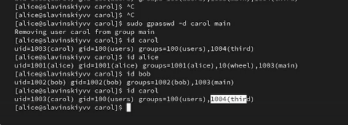 [alice@slavinskiyvv carol]$ ^C
[alice@slavinskiyvv carol]$ ^C
[alice@slavinskiyvv carol]$ sudo gpasswd -d carol main
Removing user carol from group main
[alice@slavinskiyvv carol]$ id carol
uid=1003(carol) gid=100(users) groups=100(users),1004(third)
[alice@slavinskiyvv carol]$ id alice
uid=1001(alice) gid=1001(alice) groups=1001(alice),10(wheel),1003(main)
[alice@slavinskiyvv carol]$ id bob
uid=1002(bob) gid=1002(bob) groups=1002(bob),1003(main)
[alice@slavinskiyvv carol]$ id carol
uid=1003(carol) gid=100(users) groups=100(users),1004(third)
[alice@slavinskiyvv carol]$